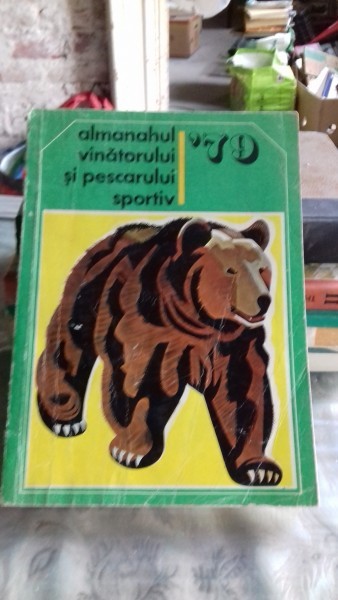 almanahul
vînătorului
și pescarului
sportiv
'79